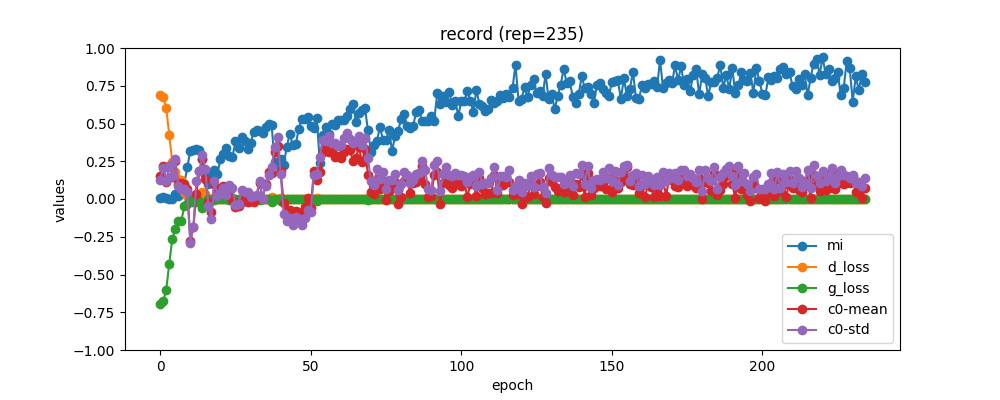 record (rep=235)
1.00
0.75
0.50
0.25
0.00
−0.25
−0.50
−0.75
−1.00
values
0
50
100
150
200
epoch
mi
d_loss
g_loss
c0-mean
c0-std